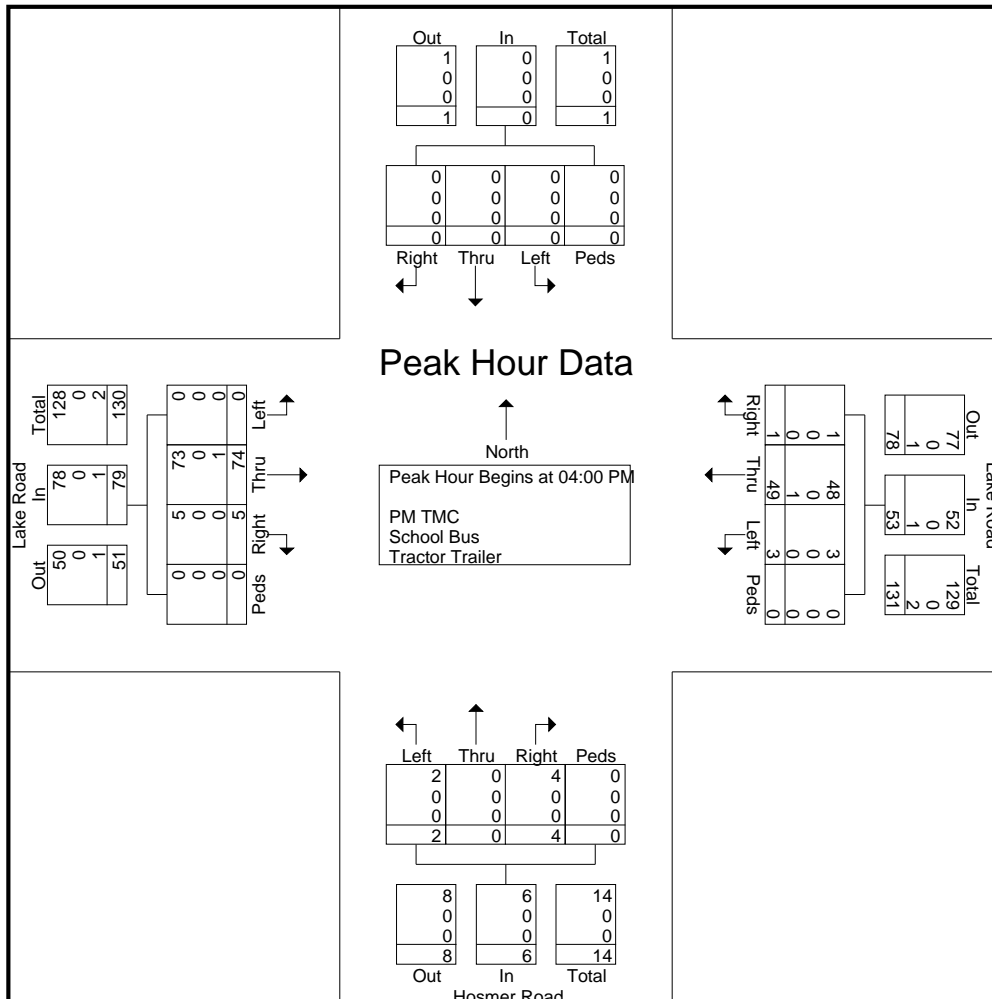 Out In Total
1 0 1
0 0 0
0 0 0
1 0 1
0 0 0 0
0 0 0 0
0 0 0 0
0 0 0 0
Right Thru Left Peds
Peak Hour Data
North
Peak Hour Begins at 04:00 PM
PM TMC
School Bus
Tractor Trailer
Lake Road
Out In Total
50 78 128
0 0 0
1 1 2
51 79 130
Peds Right Thru Left
0 5 73 0
0 0 0 0
0 0 1 0
0 5 74 0
Lake Road
Out In Total
77 52 129
0 0 0
1 1 2
78 53 131
1 48 3 0
0 0 0 0
0 1 0 0
1 49 3 0
Right Thru Left Peds
Left Thru Right Peds
2 0 4 0
0 0 0 0
0 0 0 0
2 0 4 0
8 6 14
0 0 0
0 0 0
8 6 14
Out In Total
Hosmer Road